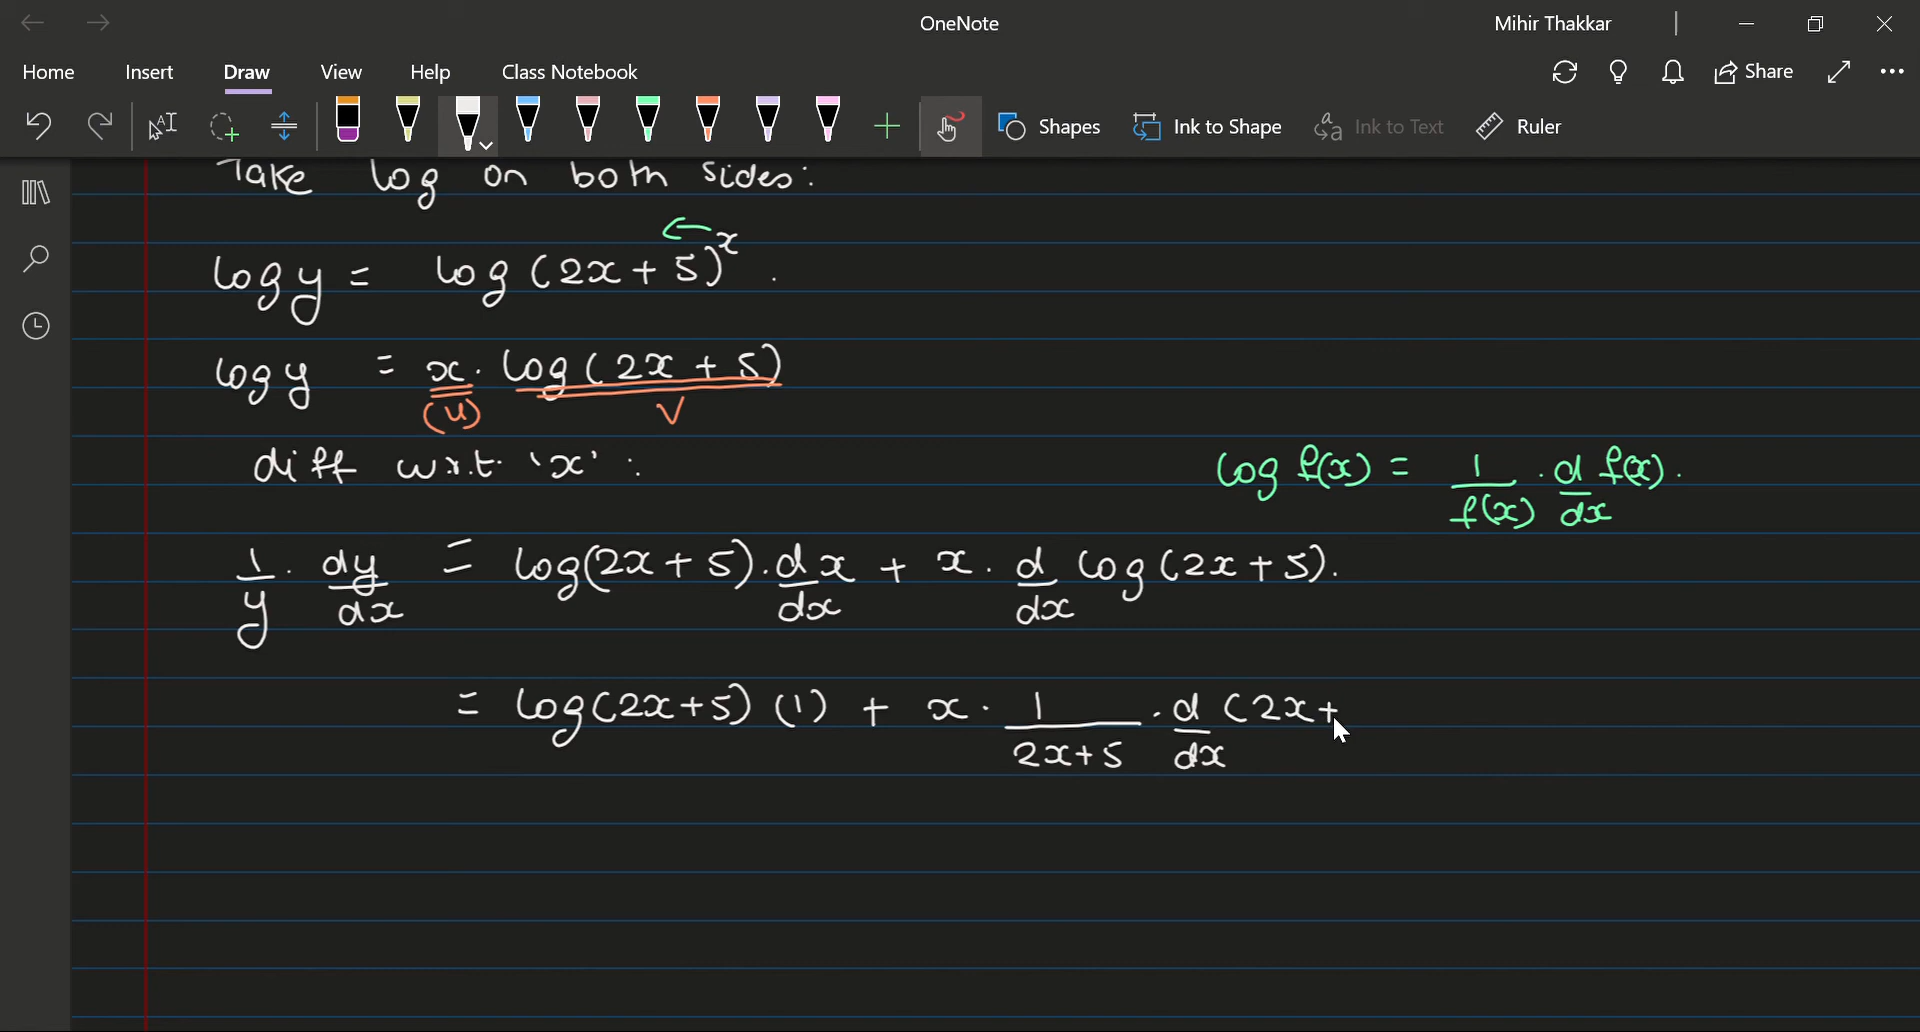 OneNote
Mihir Thakkar
Home Insert Draw View Help Class Notebook
Share
Shapes Ink to Shape Ink to Text Ruler
Take log on both sides:
log y = log (2x + 5)^x .
log y = x . log (2x + 5)
(u) v
diff w.r.t. 'x' :
log f(x) = 1/f(x) . d/dx f(x) .
1/y . dy/dx = log(2x + 5) . d/dx x + x . d/dx log (2x + 5) .
= log(2x+5) (1) + x . 1/(2x+5) . d/dx (2x+